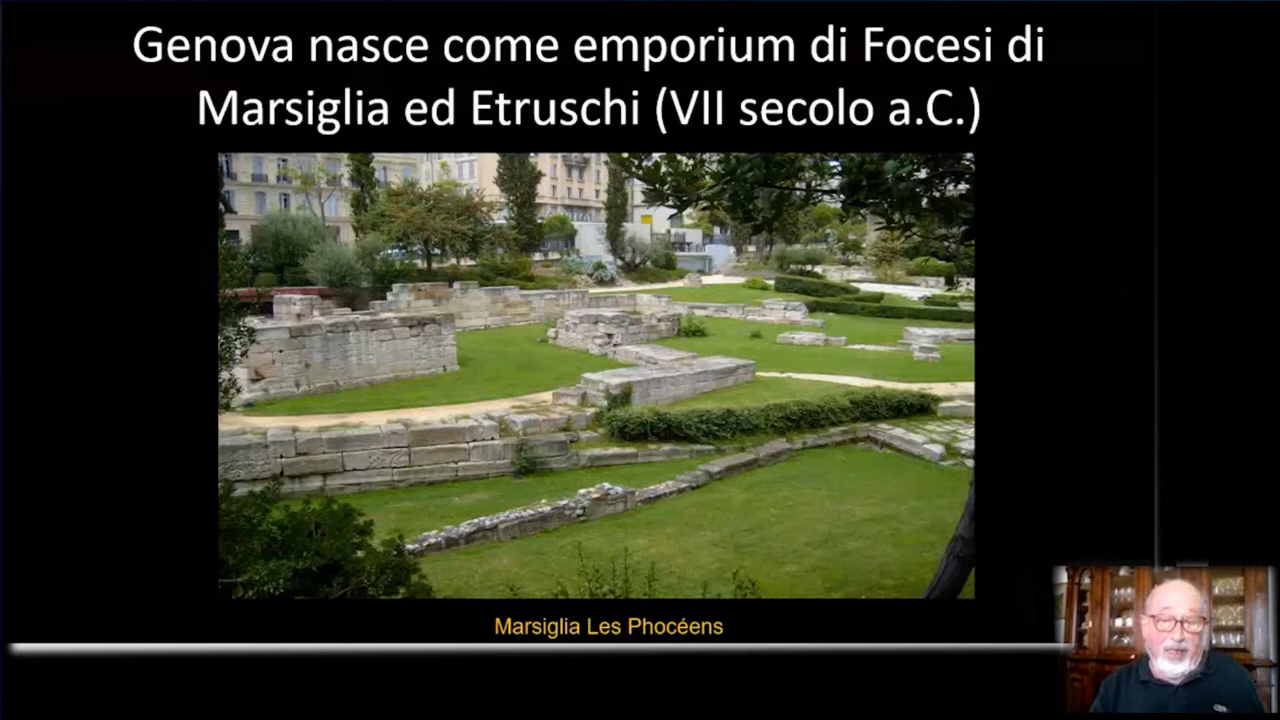 Genova nasce come emporium di Focesi di
Marsiglia ed Etruschi (VII secolo a.C.)
Marsiglia Les Phocéens